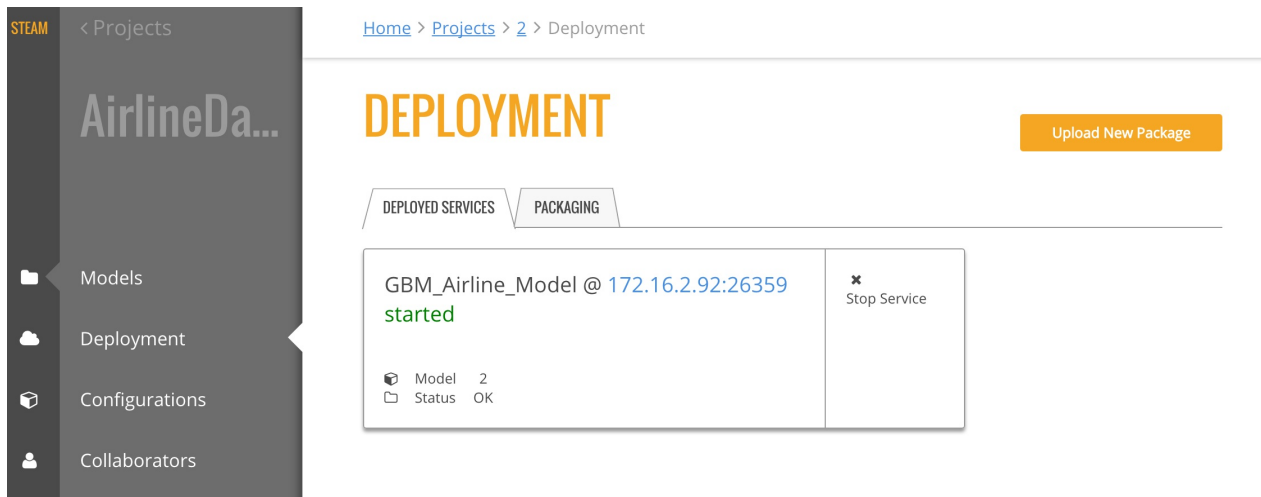 STEAM
< Projects
Home > Projects > 2 > Deployment
AirlineDa...
DEPLOYMENT
Upload New Package
DEPLOYED SERVICES
PACKAGING
Models
Deployment
Configurations
Collaborators
GBM_Airline_Model @ 172.16.2.92:26359
started
Model 2
Status OK
Stop Service